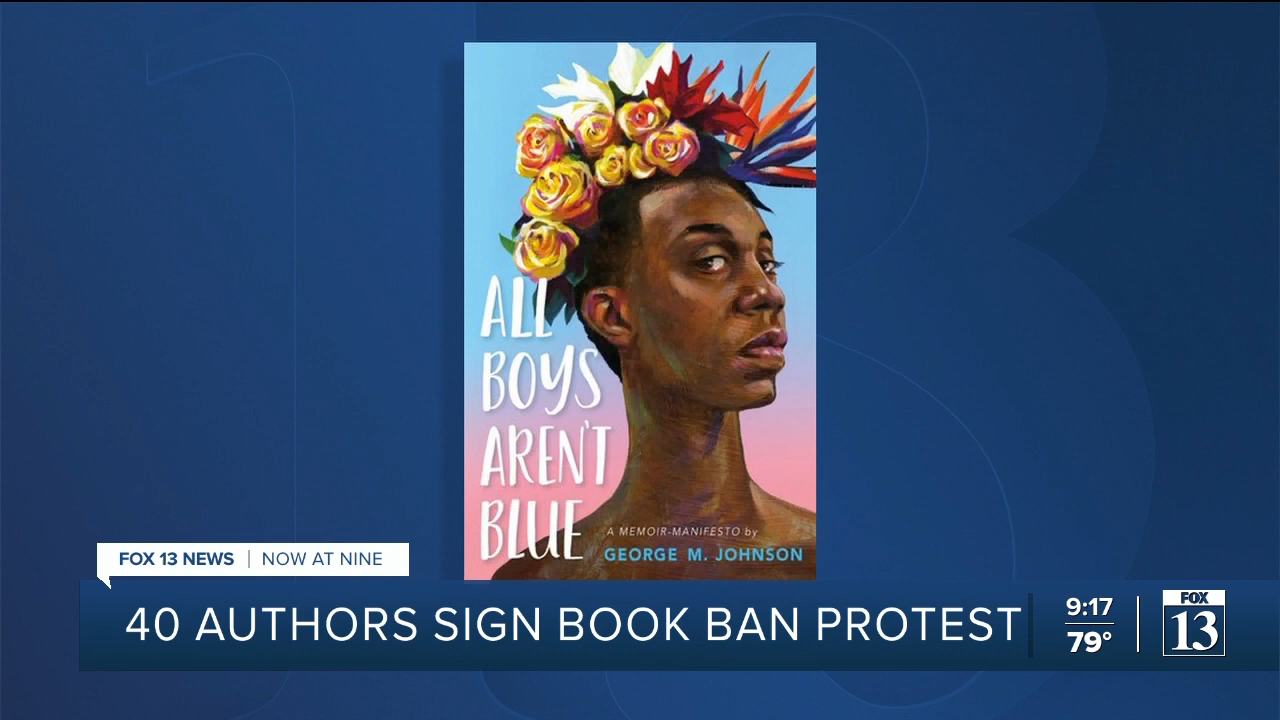 ALL
BOYS
AREN'T
BLUE
A MEMOIR-MANIFESTO by
GEORGE M. JOHNSON
FOX 13 NEWS | NOW AT NINE
40 AUTHORS SIGN BOOK BAN PROTEST
9:17
79°
FOX
13